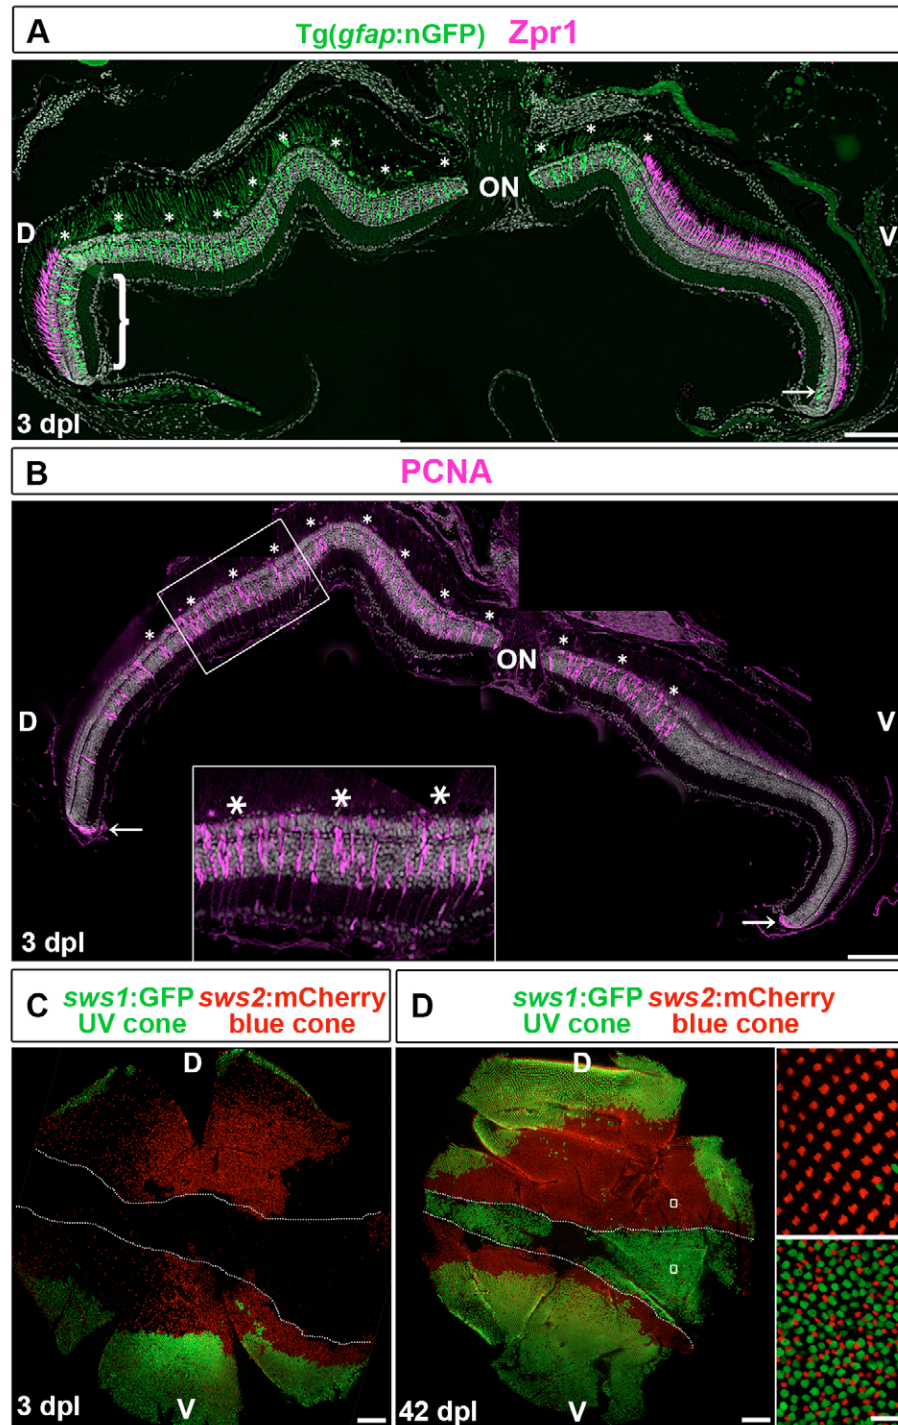 A Tg(gfap:nGFP) Zpr1
ON
D
V
3 dpl
B PCNA
ON
D
V
3 dpl
C sws1:GFP sws2:mCherry
UV cone blue cone
D
3 dpl
V
D sws1:GFP sws2:mCherry
UV cone blue cone
D
42 dpl
V